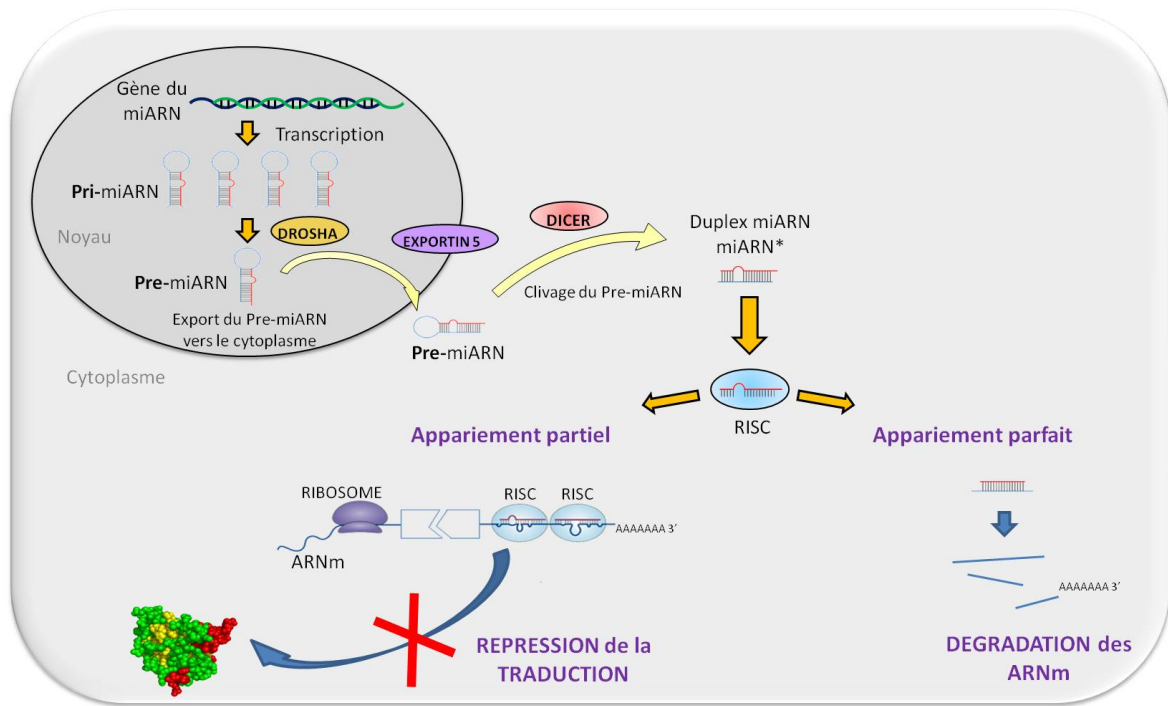 Gène du
miARN
Transcription
Pri-miARN
Noyau
DROSHA
Pre-miARN
Export du Pre-miARN
vers le cytoplasme
EXPORTIN 5
Pre-miARN
Cytoplasme
DICER
Clivage du Pre-miARN
Duplex miARN
miARN*
RISC
Appariement partiel
Appariement parfait
RIBOSOME
RISC RISC
AAAAAAA 3´
ARNm
REPRESSION de la
TRADUCTION
AAAAAAA 3´
DEGRADATION des
ARNm